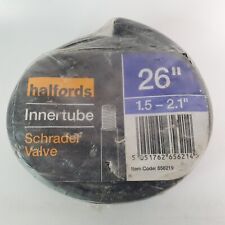 halfords
Innertube
Schrader
Valve
26"
1.5 – 2.1"
5 051762 656214
Item Code: 656219